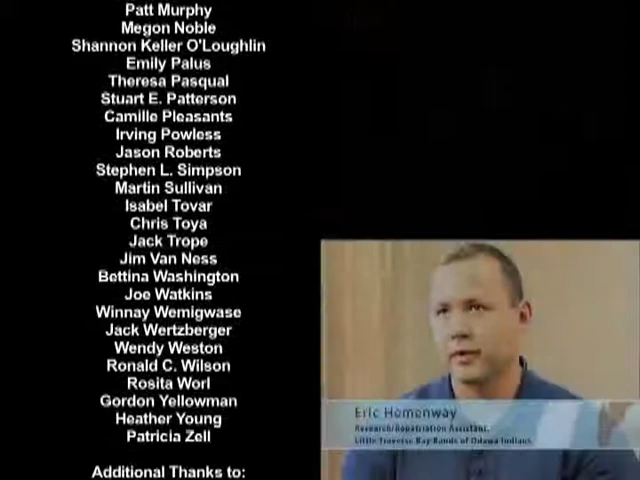 Patt Murphy
Megon Noble
Shannon Keller O'Loughlin
Emily Palus
Theresa Pasqual
Stuart E. Patterson
Camille Pleasants
Irving Powless
Jason Roberts
Stephen L. Simpson
Martin Sullivan
Isabel Tovar
Chris Toya
Jack Trope
Jim Van Ness
Bettina Washington
Joe Watkins
Winnay Wemigwase
Jack Wertzberger
Wendy Weston
Ronald C. Wilson
Rosita Worl
Gordon Yellowman
Heather Young
Patricia Zell
Additional Thanks to:
Eric Hemenway
Research/Repatriation Assistant,
Little Traverse Bay Bands of Odawa Indians